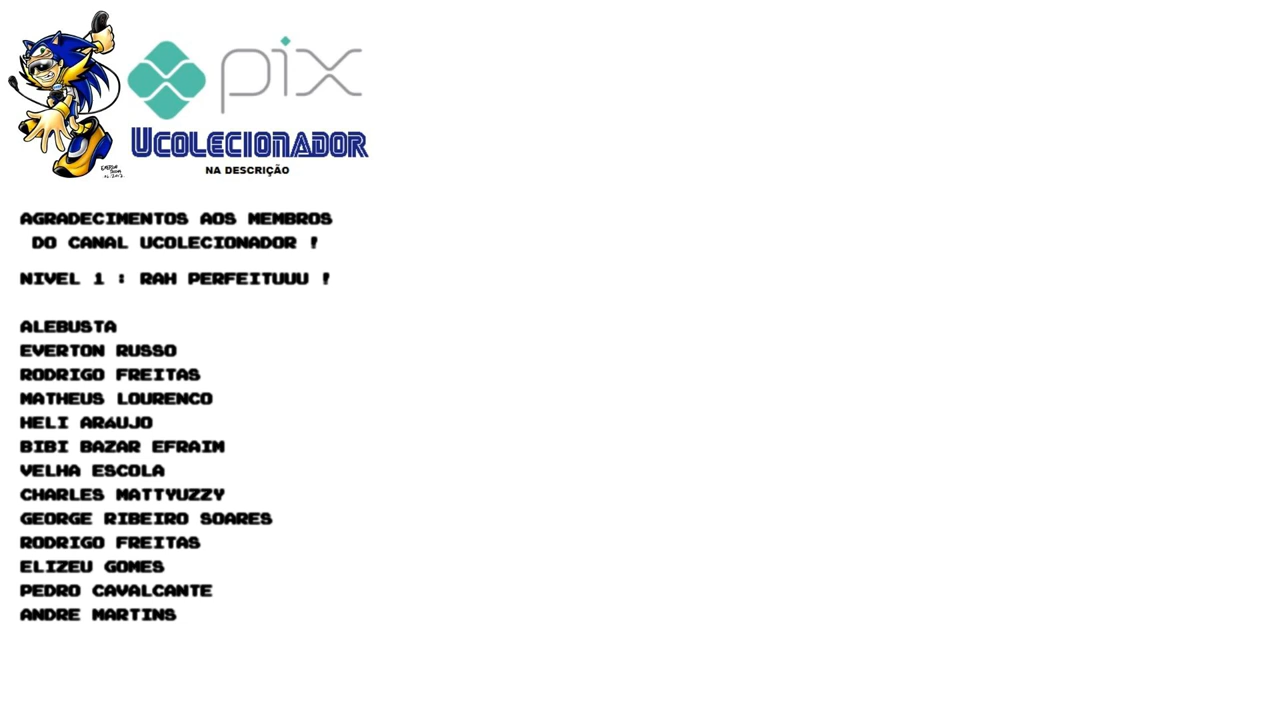 pix
UCOLECIONADOR
NA DESCRIÇÃO
AGRADECIMENTOS AOS MEMBROS
DO CANAL UCOLECIONADOR !
NIVEL 1 : RAH PERFEITUUU !
ALEBUSTA
EVERTON RUSSO
RODRIGO FREITAS
MATHEUS LOURENCO
HELI ARáUJO
BIBI BAZAR EFRAIM
VELHA ESCOLA
CHARLES MATTYUZZY
GEORGE RIBEIRO SOARES
RODRIGO FREITAS
ELIZEU GOMES
PEDRO CAVALCANTE
ANDRE MARTINS